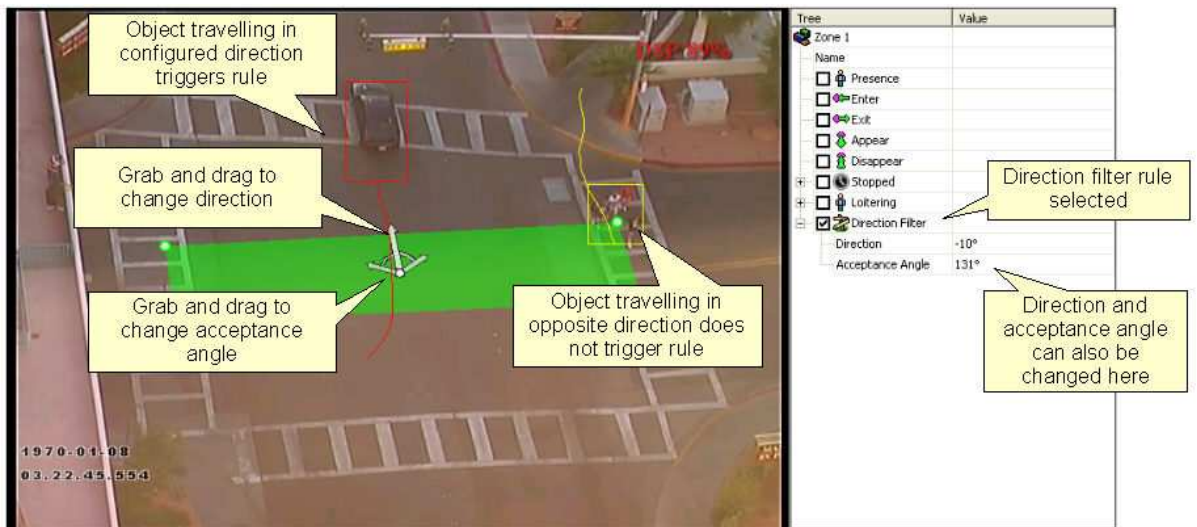 Object travelling in
configured direction
triggers rule
Grab and drag to
change direction
Grab and drag to
change acceptance
angle
Object travelling in
opposite direction does
not trigger rule
1970-01-08
03.22.45.554
Tree Value
Zone 1
Name
Presence
Enter
Exit
Appear
Disappear
Stopped
Loitering
Direction Filter
Direction -10°
Acceptance Angle 131°
Direction filter rule
selected
Direction and
acceptance angle
can also be
changed here